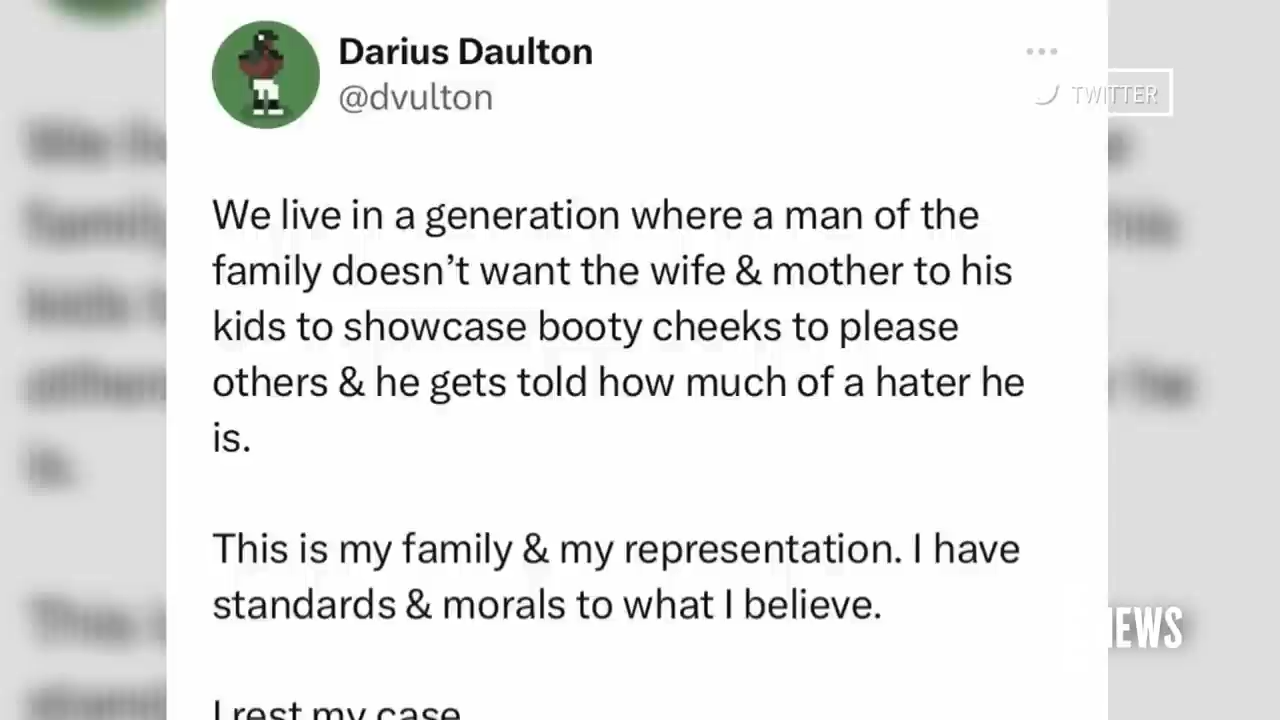 Darius Daulton
@dvulton
TWITTER
We live in a generation where a man of the
family doesn’t want the wife & mother to his
kids to showcase booty cheeks to please
others & he gets told how much of a hater he
is.
This is my family & my representation. I have
standards & morals to what I believe.
NEWS
I rest my case